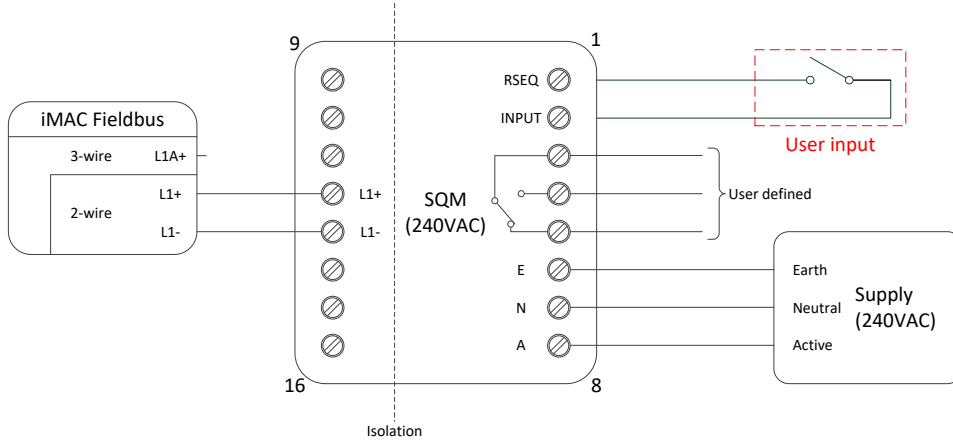 9
1
RSEQ
INPUT
User input
iMAC Fieldbus
3-wire
L1A+
2-wire
L1+
L1-
L1+
L1-
SQM
(240VAC)
User defined
E
N
A
Earth
Neutral
Active
Supply
(240VAC)
16
8
Isolation